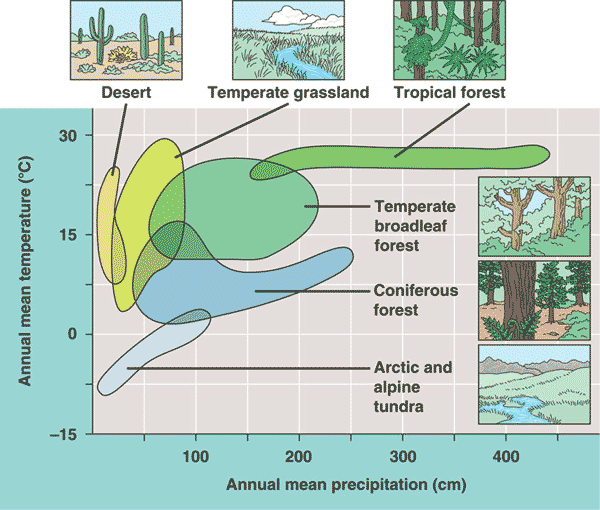 Desert
Temperate grassland
Tropical forest
30
15
0
–15
Annual mean temperature (°C)
Temperate
broadleaf
forest
Coniferous
forest
Arctic and
alpine
tundra
100
200
300
400
Annual mean precipitation (cm)